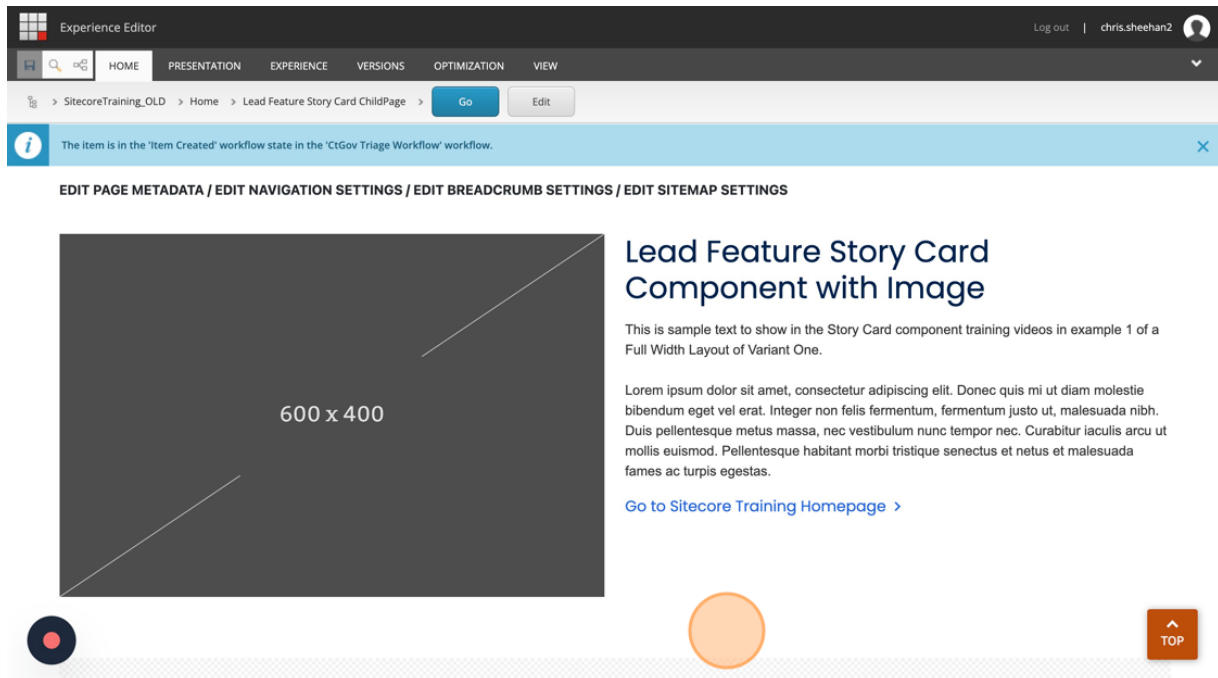 Experience Editor
Log out | chris.sheehan2
HOME PRESENTATION EXPERIENCE VERSIONS OPTIMIZATION VIEW
> SitecoreTraining_OLD > Home > Lead Feature Story Card ChildPage > Go Edit
The item is in the 'Item Created' workflow state in the 'CtGov Triage Workflow' workflow.
EDIT PAGE METADATA / EDIT NAVIGATION SETTINGS / EDIT BREADCRUMB SETTINGS / EDIT SITEMAP SETTINGS
600 x 400
Lead Feature Story Card
Component with Image
This is sample text to show in the Story Card component training videos in example 1 of a
Full Width Layout of Variant One.
Lorem ipsum dolor sit amet, consectetur adipiscing elit. Donec quis mi ut diam molestie
bibendum eget vel erat. Integer non felis fermentum, fermentum justo ut, malesuada nibh.
Duis pellentesque metus massa, nec vestibulum nunc tempor nec. Curabitur iaculis arcu ut
mollis euismod. Pellentesque habitant morbi tristique senectus et netus et malesuada
fames ac turpis egestas.
Go to Sitecore Training Homepage >
TOP